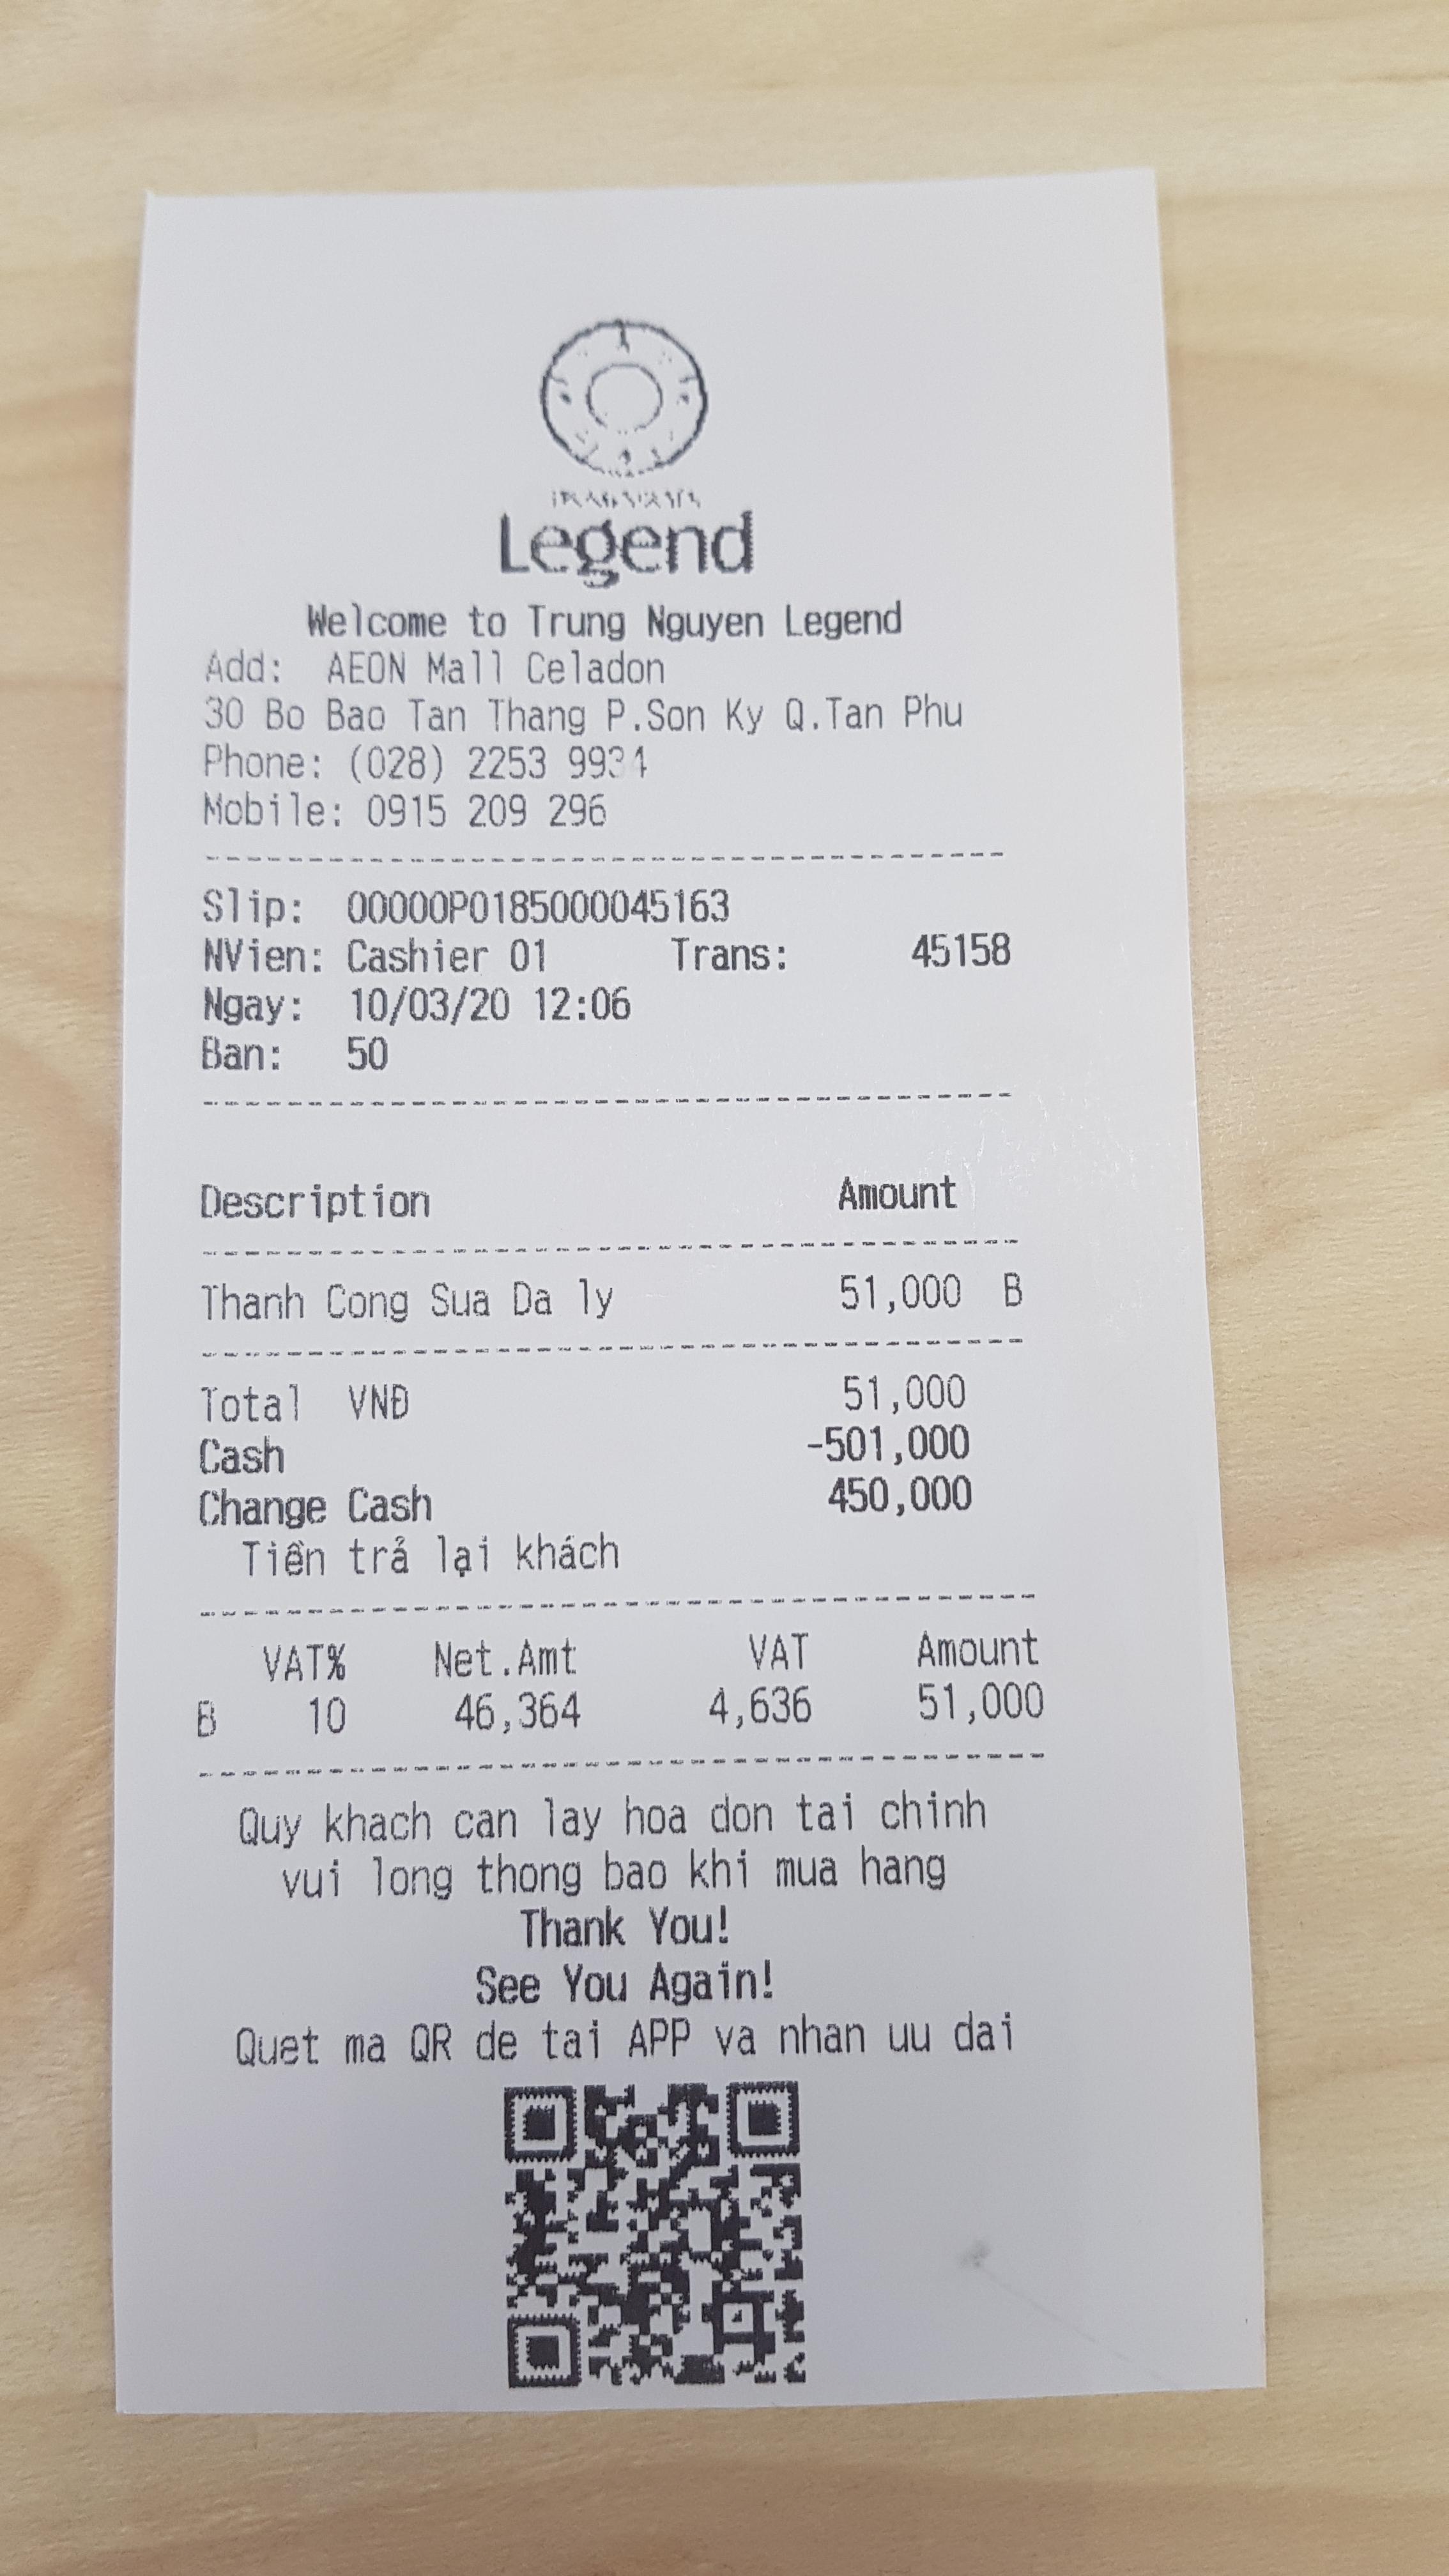 Legend
Welcome to Trung Nguyen Legend
Add: AEON Mall Celadon
30 Bo Bao Tan Thang P.Son Ky Q.Tan Phu
Phone: (028) 2253
Mobile: 0915 209 296
Slip: 00000P0185000045163
NVien: Cashier 01 Trans: 45158
Ngay: 10/03/20 12:06
Ban: 50
Description Amount
Thanh Cong Sua Da ly 51,000 B
Total VNĐ 51,000
Cash -501,000
Change Cash 450,000
Tiền trả lại khách
VAT% Net.Amt VAT Amount
B 10 46,364 4,636 51,000
Quy khach can lay hoa don tai chinh
vui long thong bao khi mua hang
Thank You!
See You Again!
Quet ma QR de tai APP va nhan uu dai